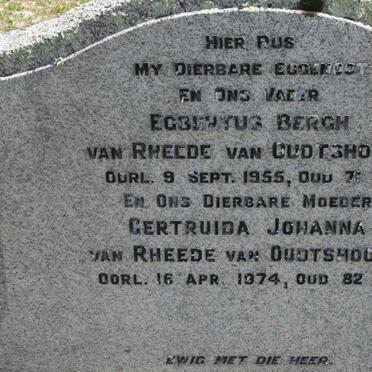 HIER RUS
MY DIERBARE EGGENOOT
EN ONS VADER
EGBERTUS BERGH
VAN RHEEDE VAN OUDTSHOO
OORL. 9 SEPT. 1955, OUD 7
EN ONS DIERBARE MOEDER
GERTRUIDA JOHANNA
VAN RHEEDE VAN OUDTSHOO
OORL. 16 APR. 1974, OUD 82
EWIG MET DIE HEER.